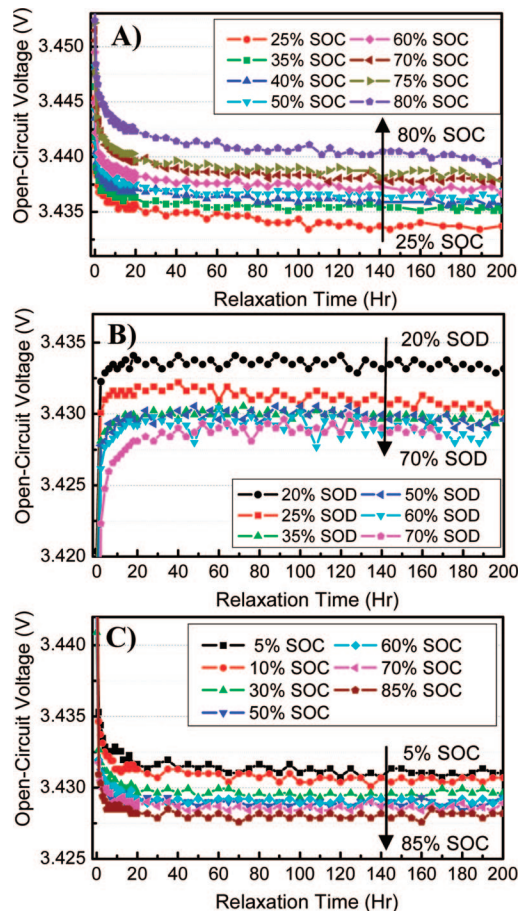 A)
3.450
3.445
3.440
3.435
Open-Circuit Voltage (V)
25% SOC 60% SOC
35% SOC 70% SOC
40% SOC 75% SOC
50% SOC 80% SOC
80% SOC
25% SOC
0 20 40 60 80 100 120 140 160 180 200
Relaxation Time (Hr)
B)
3.435
3.430
3.425
3.420
Open-Circuit Voltage (V)
20% SOD
70% SOD
20% SOD 50% SOD
25% SOD 60% SOD
35% SOD 70% SOD
0 20 40 60 80 100 120 140 160 180 200
Relaxation Time (Hr)
C)
3.440
3.435
3.430
3.425
Open-Circuit Voltage (V)
5% SOC 60% SOC
10% SOC 70% SOC
30% SOC 85% SOC
50% SOC
5% SOC
85% SOC
0 20 40 60 80 100 120 140 160 180 200
Relaxation Time (Hr)